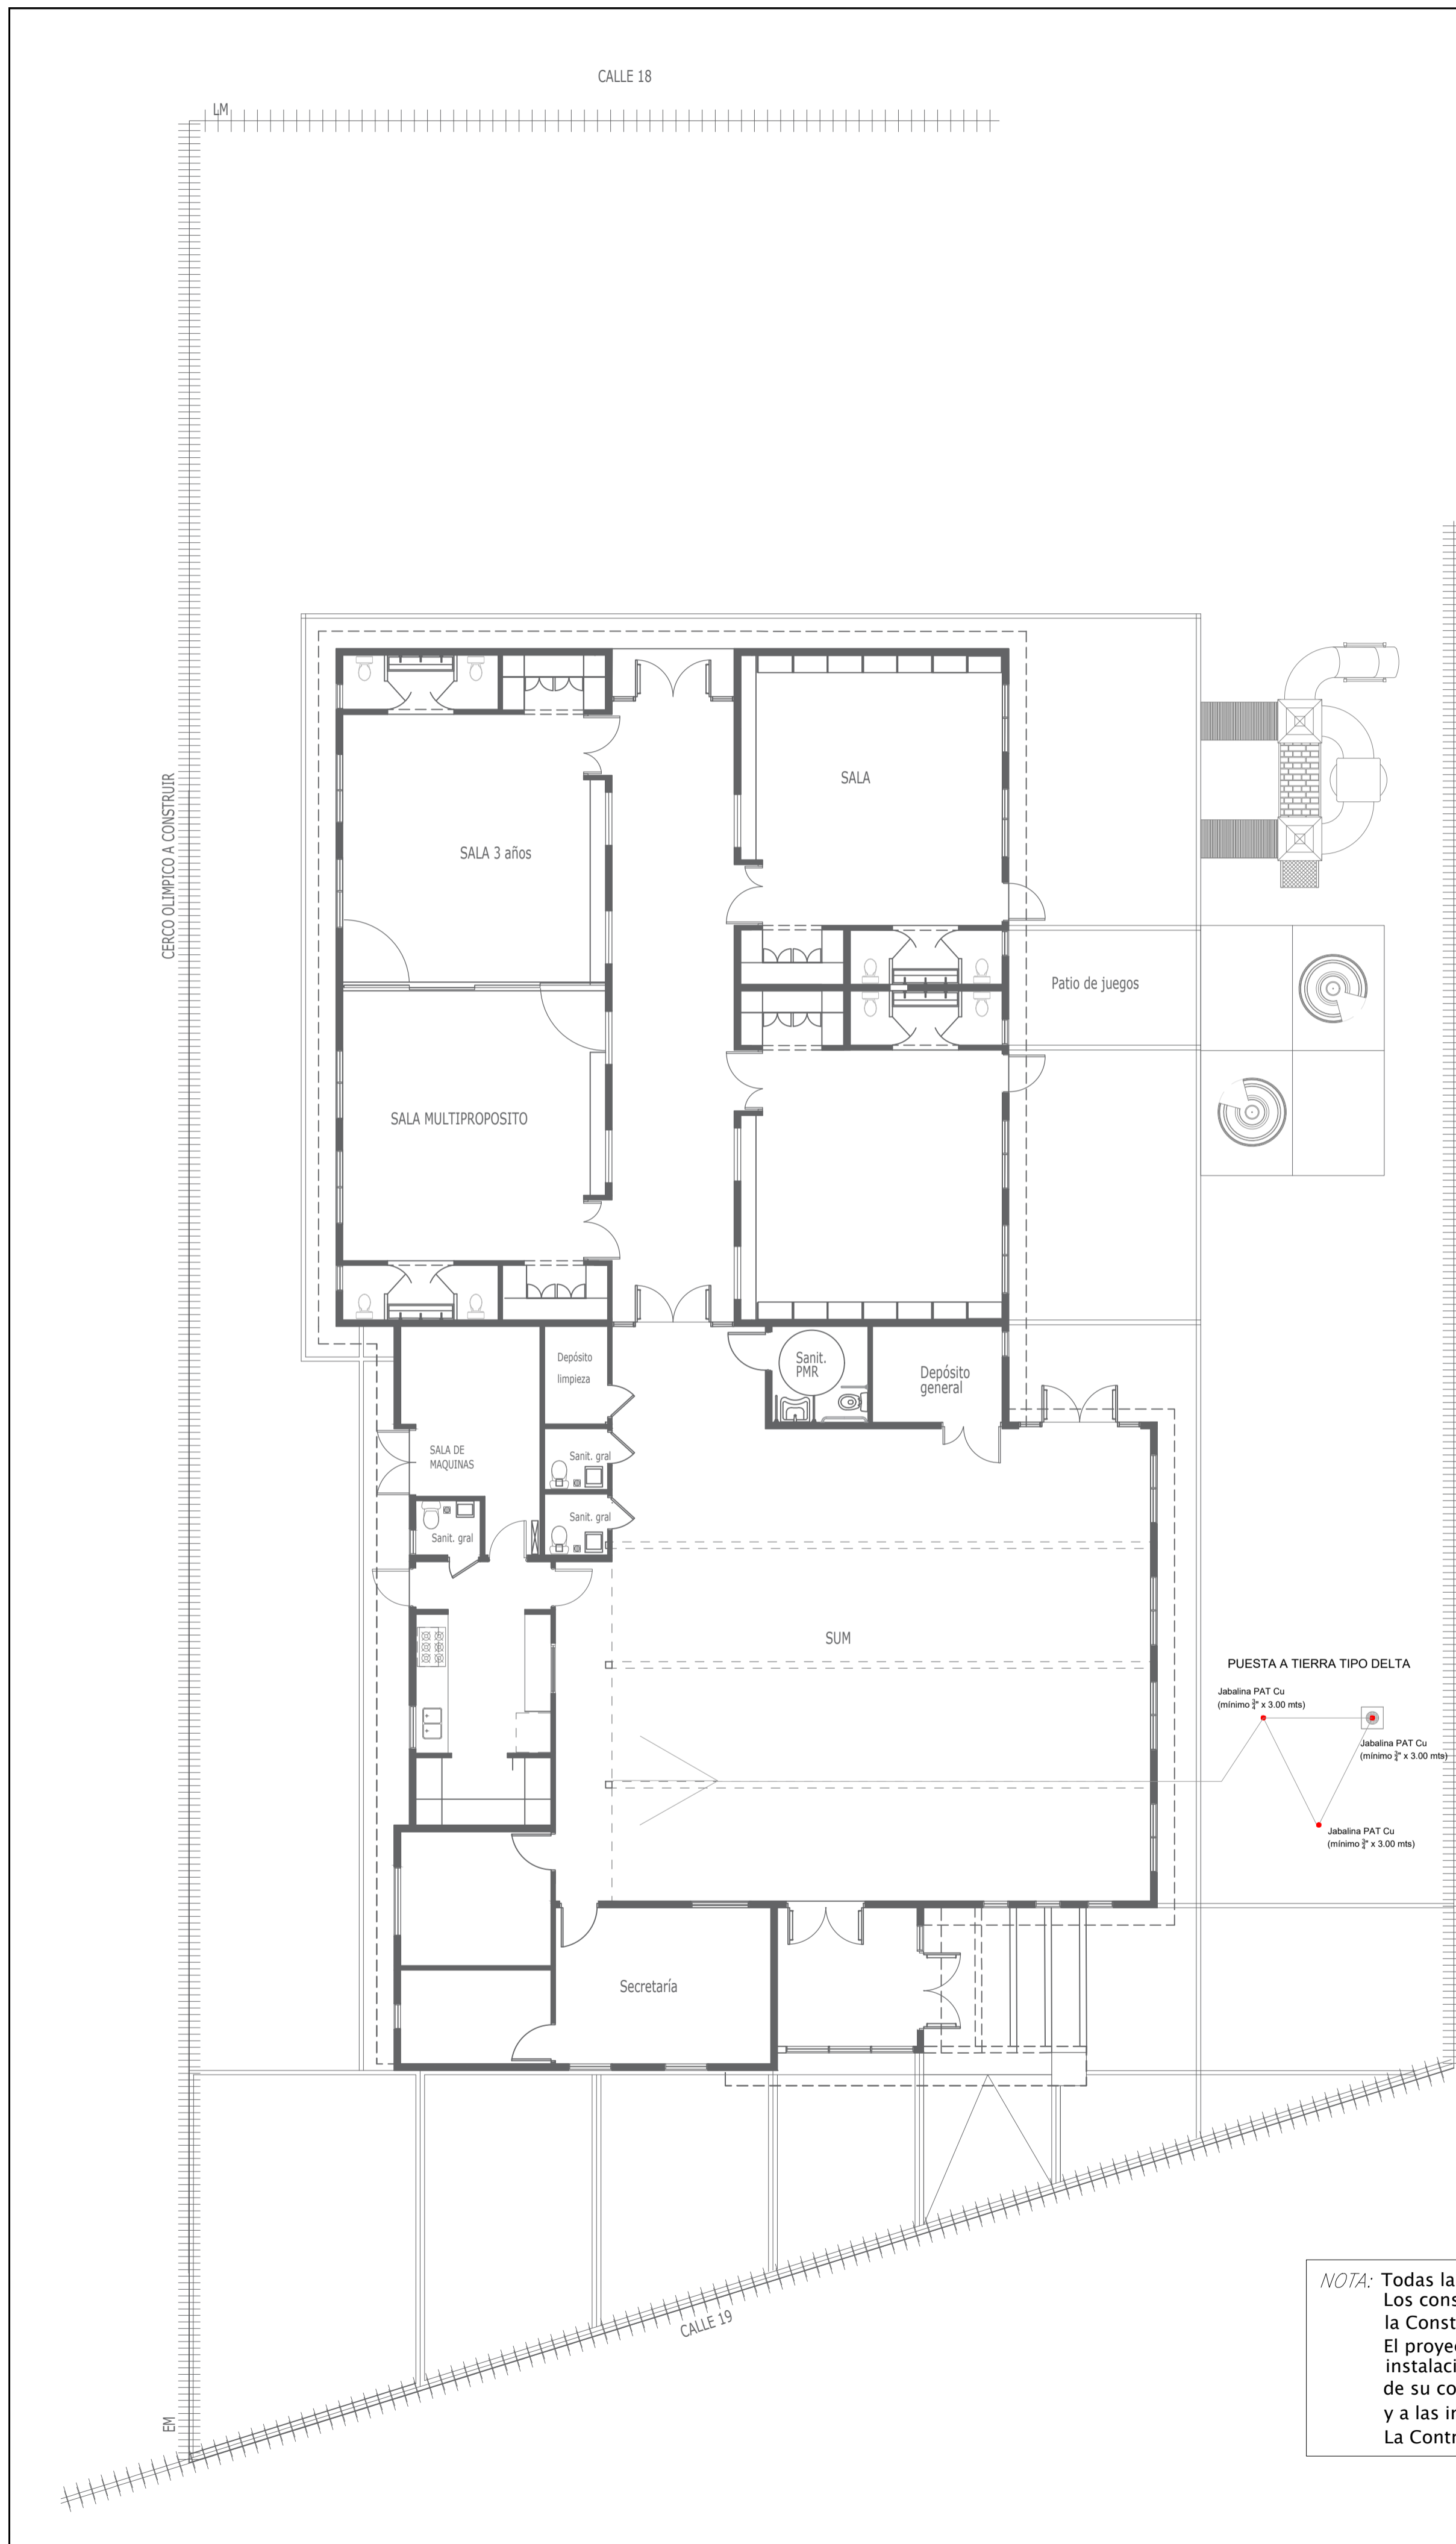 CALLE 18
LM
CERCO OLIMPICO A CONSTRUIR
SALA
SALA 3 años
Patio de juegos
SALA MULTIPROPOSITO
Sanit.
PMR
Depósito
limpieza
Depósito
general
SALA DE
MAQUINAS
Sanit. gral
Sanit. gral
Sanit. gral
SUM
PUESTA A TIERRA TIPO DELTA
Jabalina PAT Cu
(mínimo ¾" x 3.00 mts)
Jabalina PAT Cu
(mínimo ¾" x 3.00 mts)
Jabalina PAT Cu
(mínimo ¾" x 3.00 mts)
Secretaría
CALLE 19
EM
NOTA: Todas la
Los cons
la Const
El proye
instalaci
de su co
y a las i
La Contr